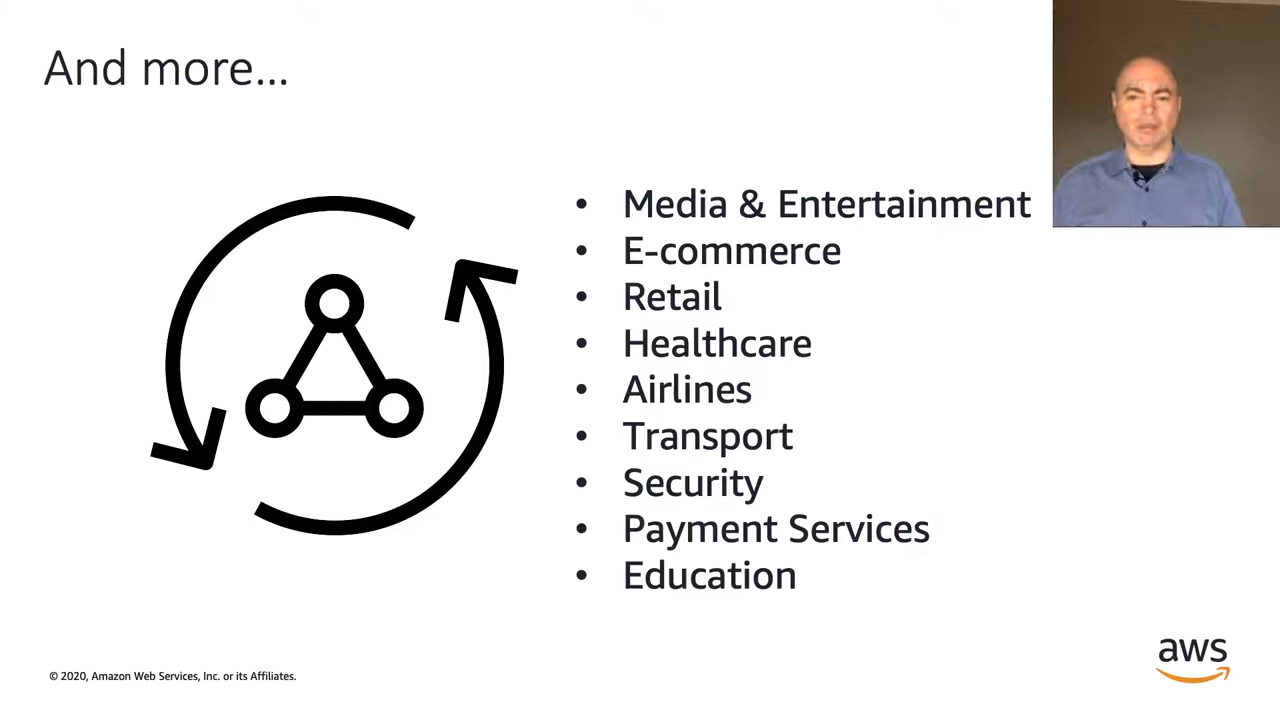 And more...
• Media & Entertainment
• E-commerce
• Retail
• Healthcare
• Airlines
• Transport
• Security
• Payment Services
• Education
© 2020, Amazon Web Services, Inc. or its Affiliates.
aws